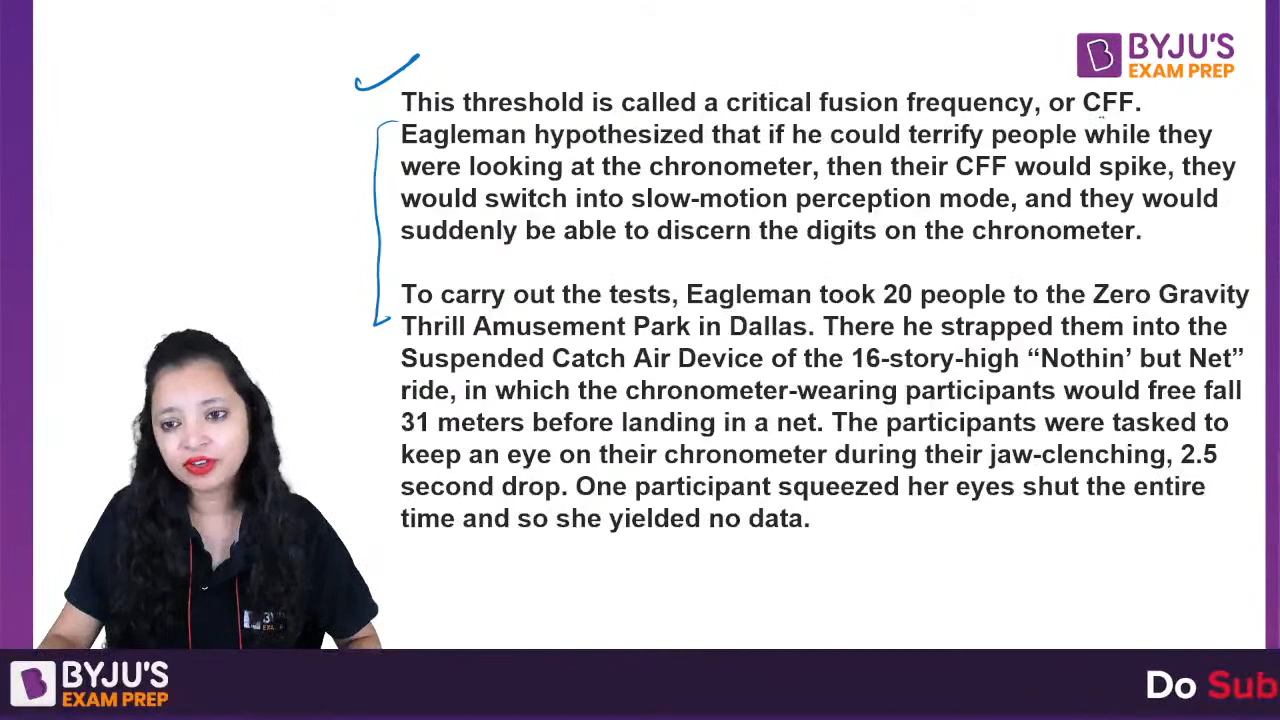 BYJU'S
EXAM PREP
This threshold is called a critical fusion frequency, or CFF.
Eagleman hypothesized that if he could terrify people while they
were looking at the chronometer, then their CFF would spike, they
would switch into slow-motion perception mode, and they would
suddenly be able to discern the digits on the chronometer.
To carry out the tests, Eagleman took 20 people to the Zero Gravity
Thrill Amusement Park in Dallas. There he strapped them into the
Suspended Catch Air Device of the 16-story-high “Nothin’ but Net”
ride, in which the chronometer-wearing participants would free fall
31 meters before landing in a net. The participants were tasked to
keep an eye on their chronometer during their jaw-clenching, 2.5
second drop. One participant squeezed her eyes shut the entire
time and so she yielded no data.
BYJU'S
EXAM PREP
Do Sub